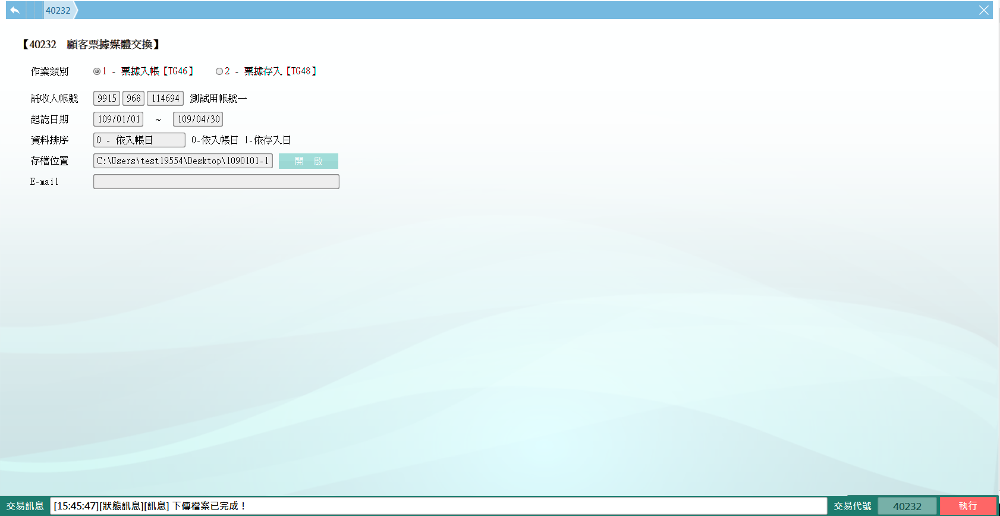 40232
【40232 顧客票據媒體交換】
作業類別 1 - 票據入帳【TG46】 2 - 票據存入【TG48】
託收人帳號 9915 968 114694 測試用帳號一
起訖日期 109/01/01 ~ 109/04/30
資料排序 0 - 依入帳日 0-依入帳日 1-依存入日
存檔位置 C:\Users\test19554\Desktop\1090101-1 開 啟
E-mail
交易訊息 [15:45:47][狀態訊息][訊息] 下傳檔案已完成！ 交易代號 40232 執行